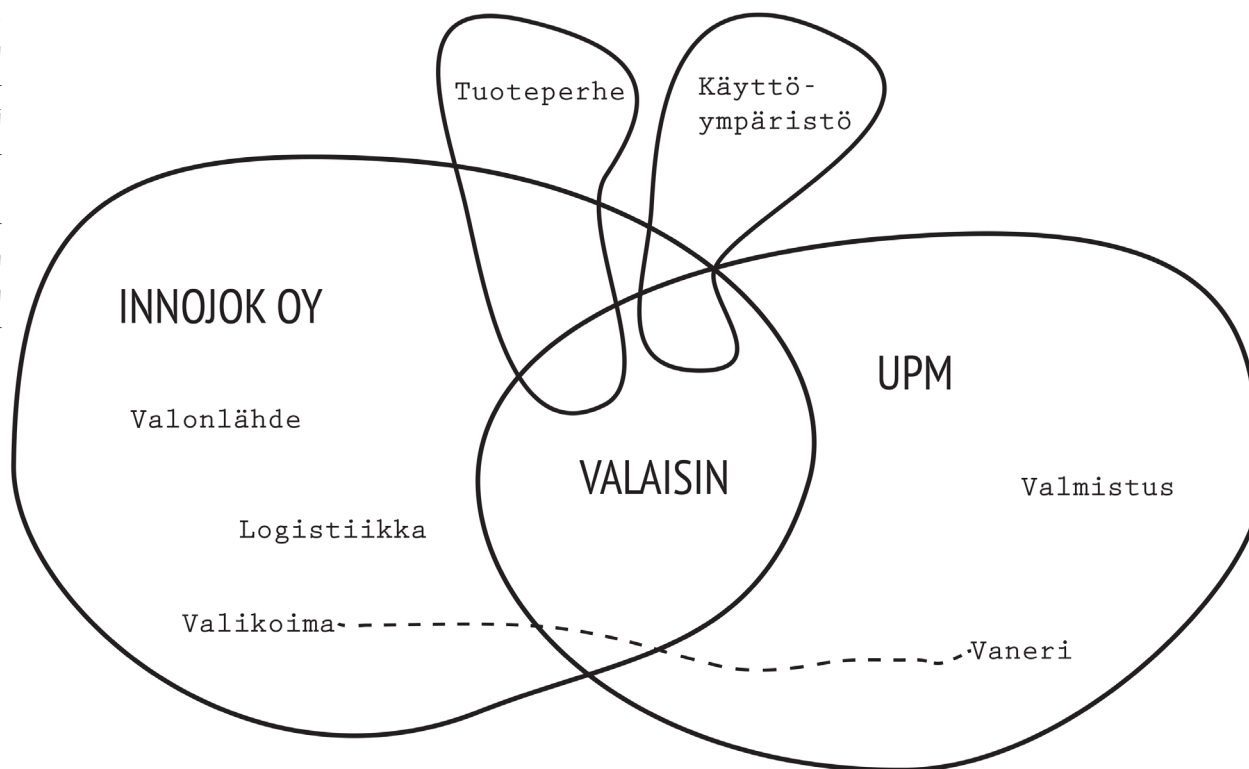 Tuoteperhe
Käyttö-
ympäristö
INNOJOK OY
UPM
Valonlähde
VALAISIN
Valmistus
Logistiikka
Valikoima
Vaneri